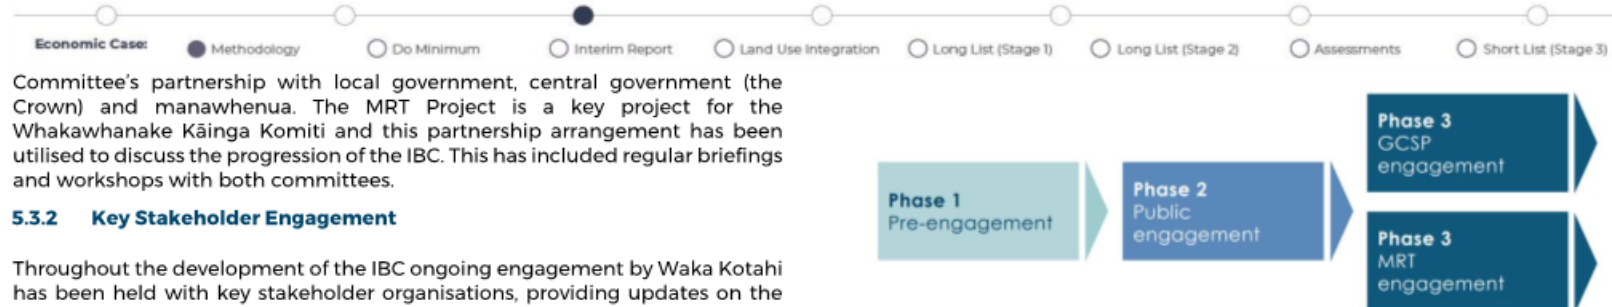 Economic Case: Methodology Do Minimum Interim Report Land Use Integration Long List (Stage 1) Long List (Stage 2) Assessments Short List (Stage 3)
Committee's partnership with local government, central government (the
Crown) and manawhenua. The MRT Project is a key project for the
Whakawhanake Kāinga Komiti and this partnership arrangement has been
utilised to discuss the progression of the IBC. This has included regular briefings
and workshops with both committees.
5.3.2 Key Stakeholder Engagement
Throughout the development of the IBC ongoing engagement by Waka Kotahi
has been held with key stakeholder organisations, providing updates on the
Phase 1
Pre-engagement
Phase 2
Public
engagement
Phase 3
GCSP
engagement
Phase 3
MRT
engagement